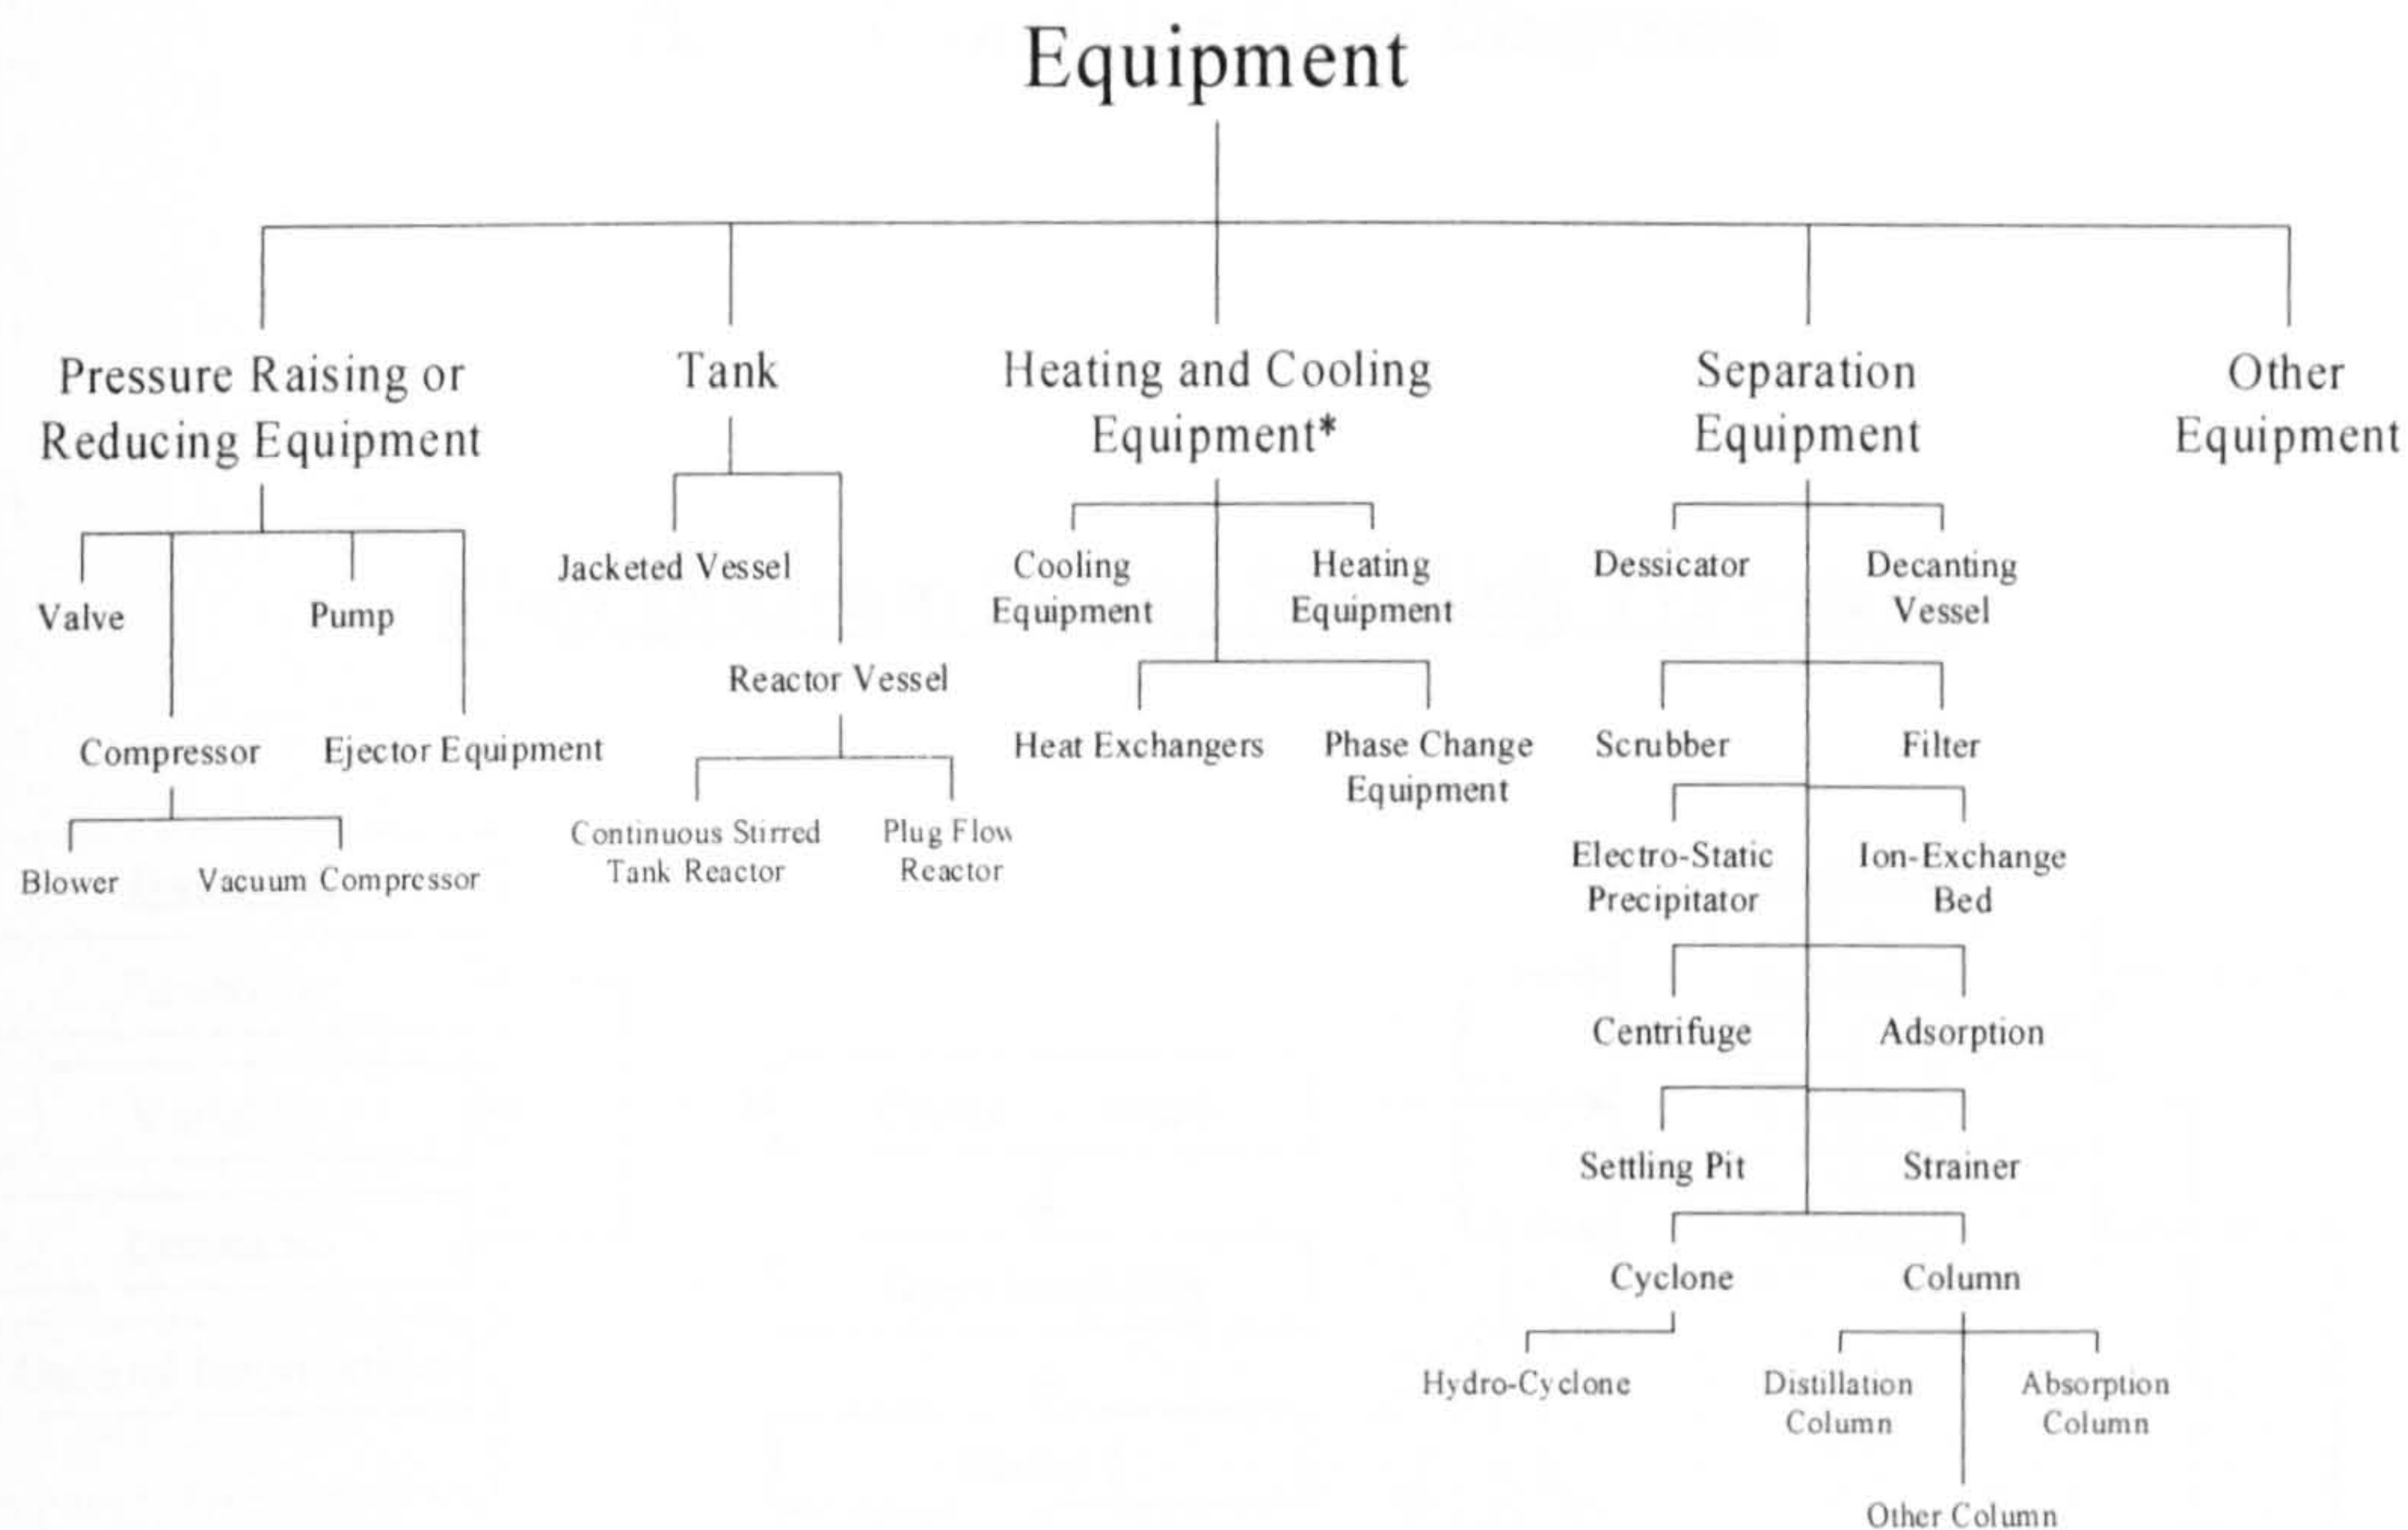 Equipment
Pressure Raising or
Reducing Equipment
Tank
Heating and Cooling
Equipment*
Separation
Equipment
Other
Equipment
Valve
Pump
Compressor
Ejector Equipment
Blower
Vacuum Compressor
Jacketed Vessel
Reactor Vessel
Continuous Stirred
Tank Reactor
Plug Flow
Reactor
Cooling
Equipment
Heating
Equipment
Heat Exchangers
Phase Change
Equipment
Dessicator
Decanting
Vessel
Scrubber
Filter
Electro-Static
Precipitator
Ion-Exchange
Bed
Centrifuge
Adsorption
Settling Pit
Strainer
Cyclone
Column
Hydro-Cyclone
Distillation
Column
Absorption
Column
Other Column